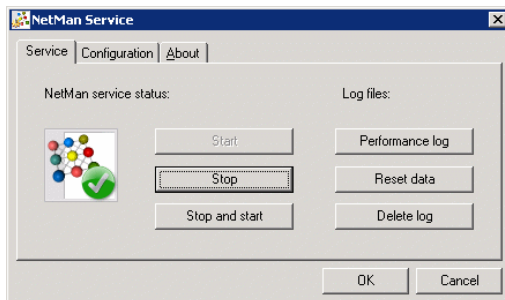 NetMan Service
Service Configuration About
NetMan service status: Log files:
Start Performance log
Stop Reset data
Stop and start Delete log
OK Cancel